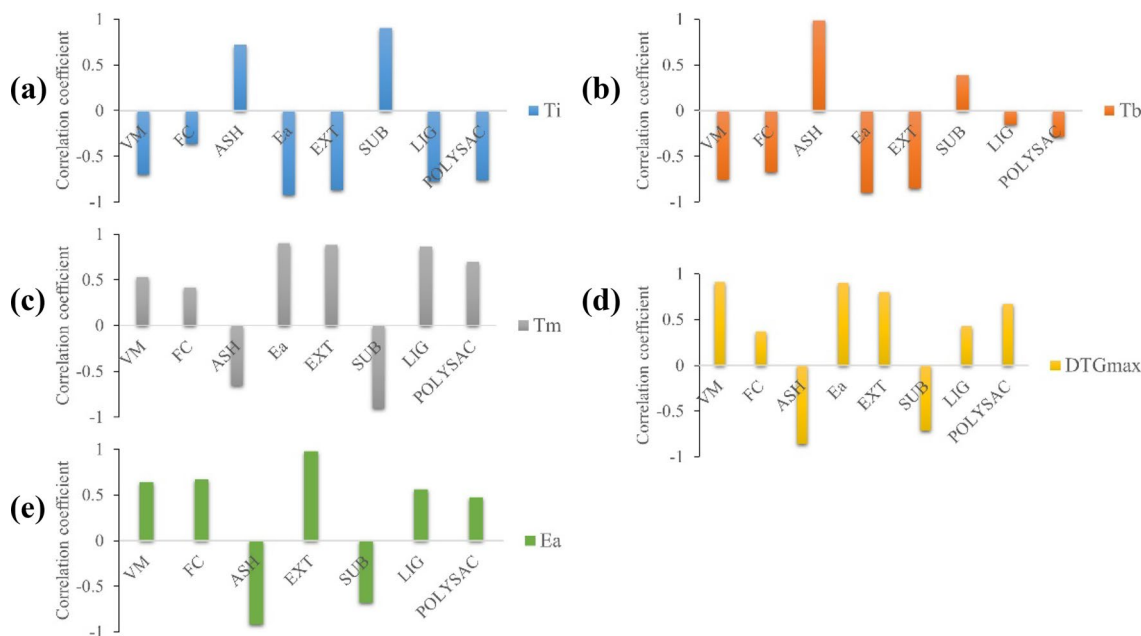 (a)
Correlation coefficient
1
0.5
0
-0.5
-1
VM
FC
ASH
Ea
EXT
SUB
LIG
POLYSAC
Ti
(b)
Correlation coefficient
1
0.5
0
-0.5
-1
VM
FC
ASH
Ea
EXT
SUB
LIG
POLYSAC
Tb
(c)
Correlation coefficient
1
0.5
0
-0.5
-1
VM
FC
ASH
Ea
EXT
SUB
LIG
POLYSAC
Tm
(d)
Correlation coefficient
1
0.5
0
-0.5
-1
VM
FC
ASH
Ea
EXT
SUB
LIG
POLYSAC
DTGmax
(e)
Correlation coefficient
1
0.5
0
-0.5
-1
VM
FC
ASH
EXT
SUB
LIG
POLYSAC
Ea